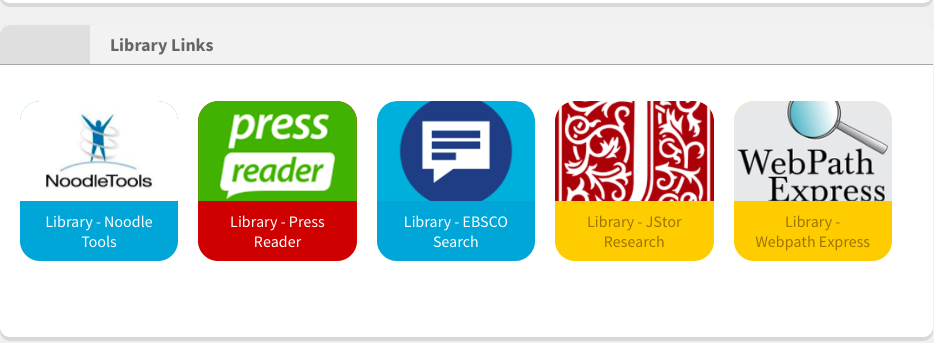 Library Links
NoodleTools
press
reader
WebPath
Express
Library - Noodle
Tools
Library - Press
Reader
Library - EBSCO
Search
Library - JStor
Research
Library -
Webpath Express